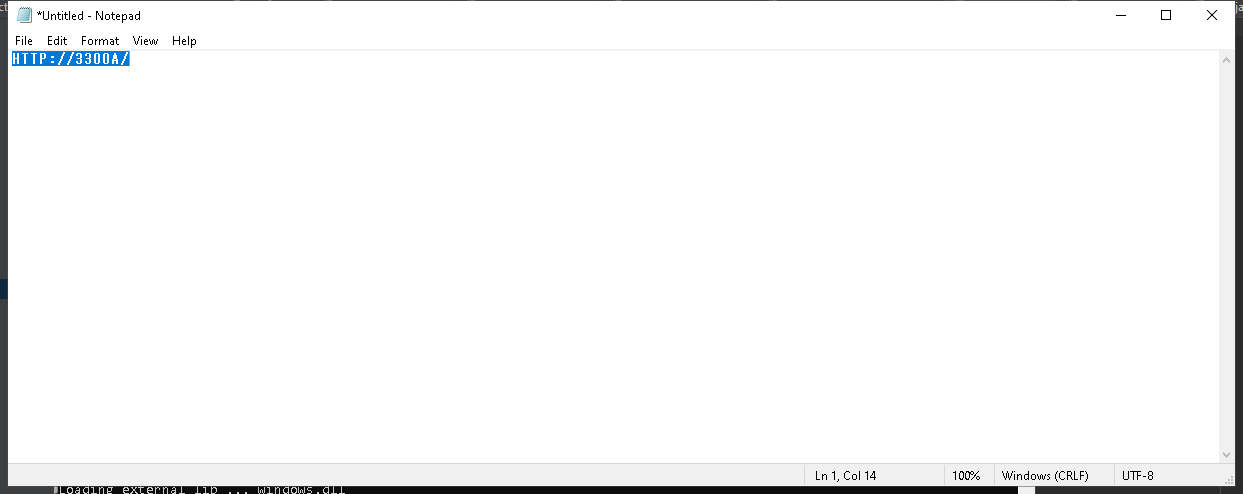 *Untitled - Notepad
File Edit Format View Help
HTTP://3300A/
Ln 1, Col 14 100% Windows (CRLF) UTF-8
Loading external lib ... windows.dll